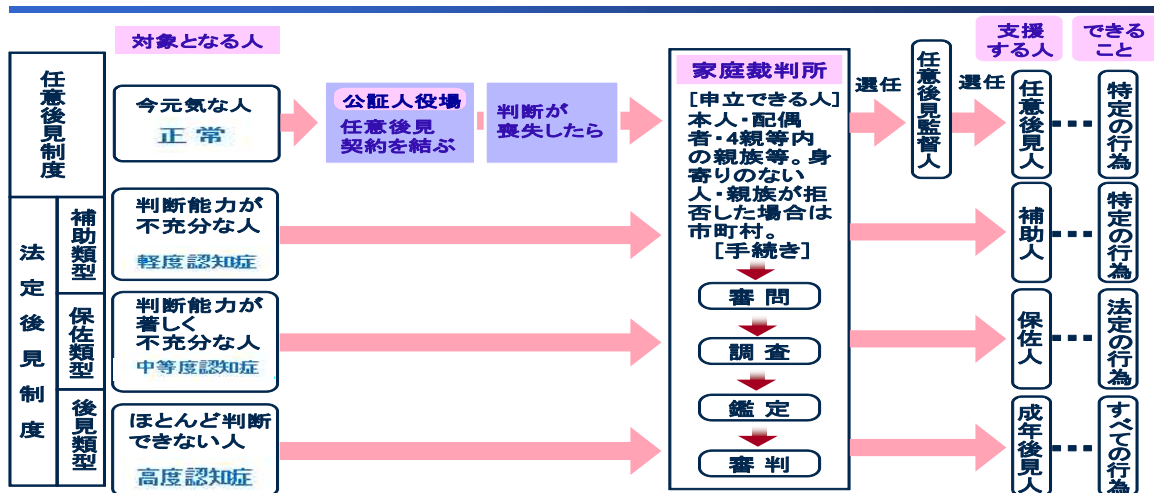 対象となる人
支援
する人
できる
こと
任意後見制度
今元気な人
正常
公証人役場
任意後見
契約を結ぶ
判断が
喪失したら
家庭裁判所
[申立できる人]
本人・配偶
者・4親等内
の親族等。身
寄りのない
人・親族が拒
否した場合は
市町村。
[手続き]
審問
調査
鑑定
審判
選任
任意後見監督人
選任
任意後見人
特定の行為
法定後見制度
補助類型
判断能力が
不充分な人
軽度認知症
補助人
特定の行為
保佐類型
判断能力が
著しく
不充分な人
中等度認知症
保佐人
法定の行為
後見類型
ほとんど判断
できない人
高度認知症
成年後見人
すべての行為